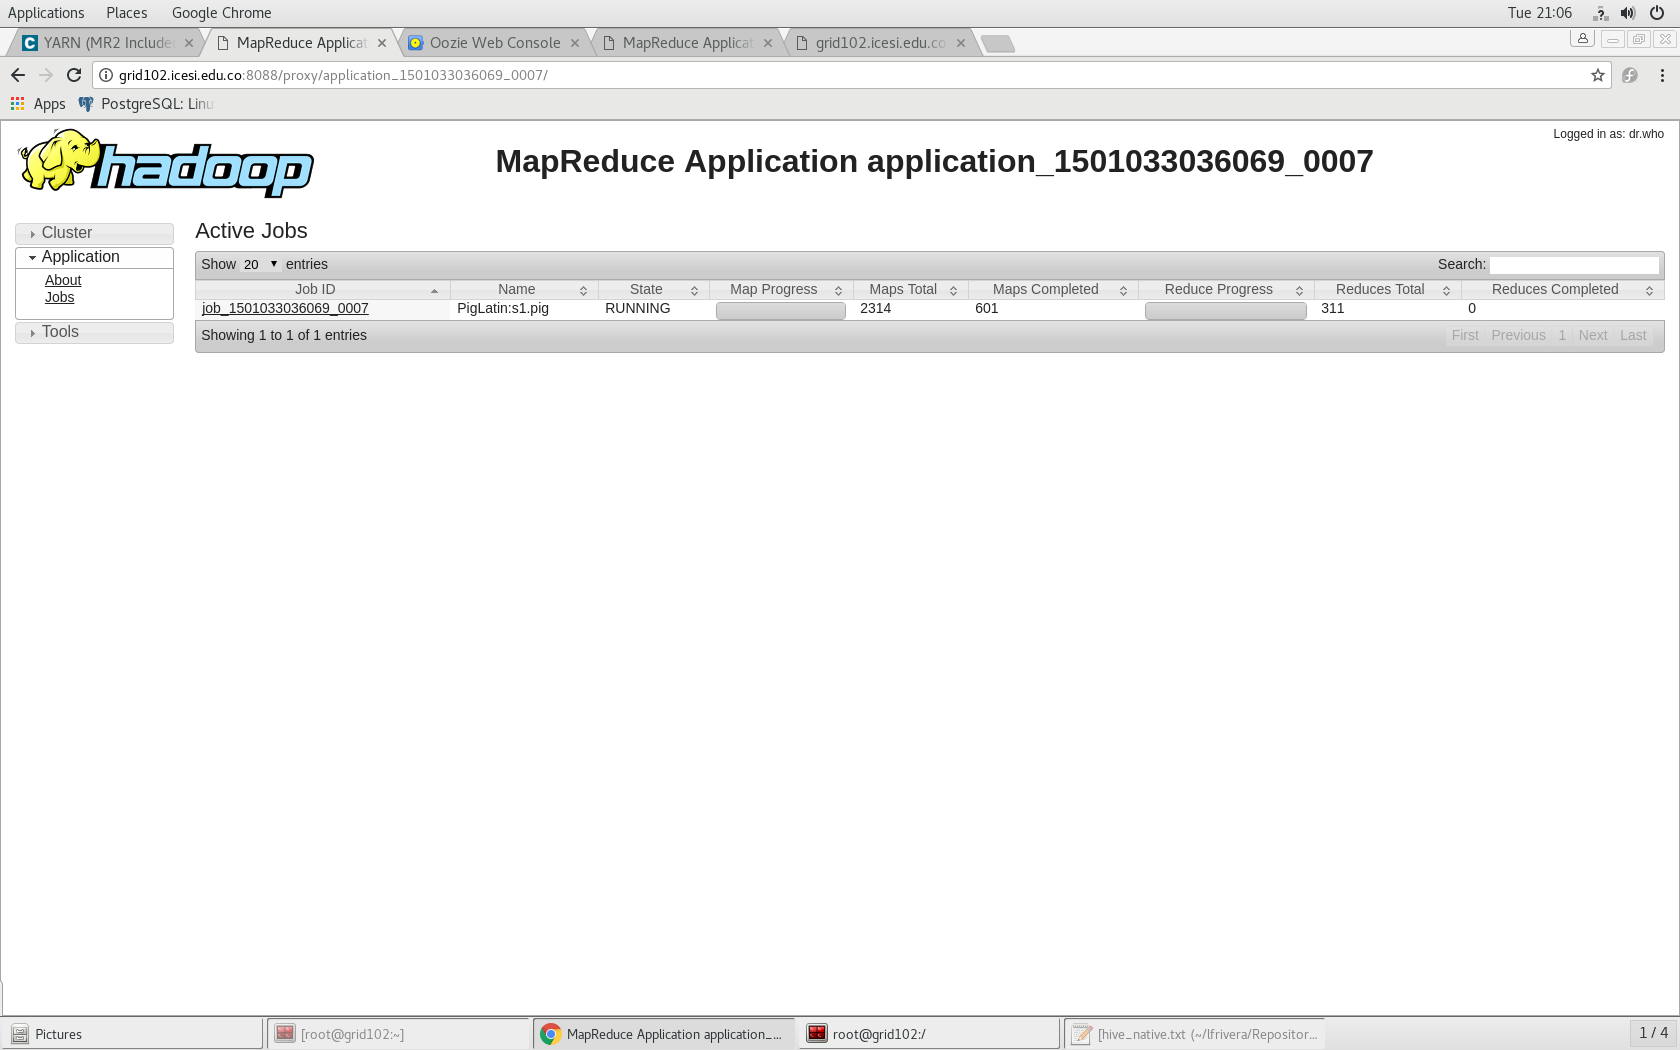 Applications Places Google Chrome Tue 21:06
YARN (MR2 Include MapReduce Applicat Oozie Web Console MapReduce Applicat grid102.icesi.edu.co
grid102.icesi.edu.co:8088/proxy/application_1501033036069_0007/
Apps PostgreSQL: Linu
hadoop
Logged in as: dr.who
MapReduce Application application_1501033036069_0007
Cluster
Application
About
Jobs
Tools
Active Jobs
Show 20 entries Search:
Job ID Name State Map Progress Maps Total Maps Completed Reduce Progress Reduces Total Reduces Completed
job_1501033036069_0007 PigLatin:s1.pig RUNNING 2314 601 311 0
Showing 1 to 1 of 1 entries First Previous 1 Next Last
Pictures [root@grid102:~] MapReduce Application application_... root@grid102:/ [hive_native.txt (~/lfrivera/Repositor... 1 / 4